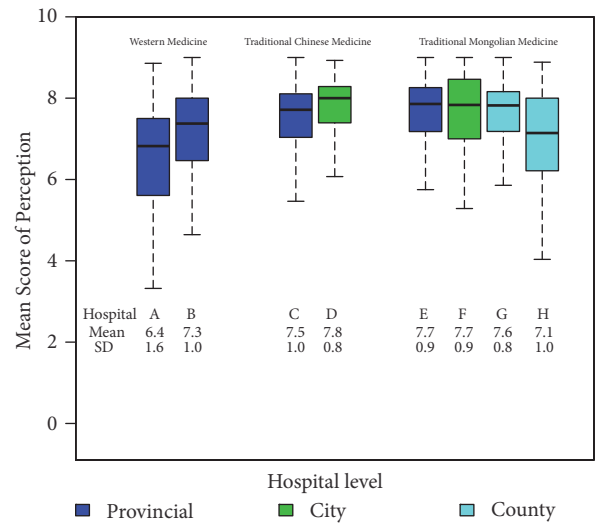 10
Western Medicine Traditional Chinese Medicine Traditional Mongolian Medicine
8
6
4
2
0
Mean Score of Perception
Hospital A B C D E F G H
Mean 6.4 7.3 7.5 7.8 7.7 7.7 7.6 7.1
SD 1.6 1.0 1.0 0.8 0.9 0.9 0.8 1.0
Hospital level
Provincial City County